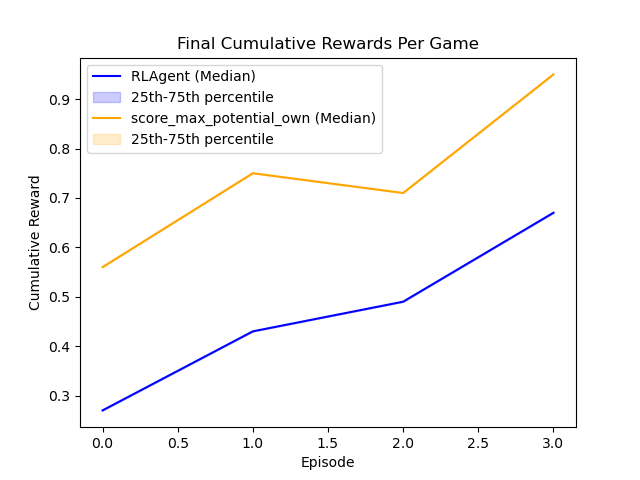 Final Cumulative Rewards Per Game
RLAgent (Median)
25th-75th percentile
score_max_potential_own (Median)
25th-75th percentile
Cumulative Reward
0.9
0.8
0.7
0.6
0.5
0.4
0.3
0.0 0.5 1.0 1.5 2.0 2.5 3.0
Episode